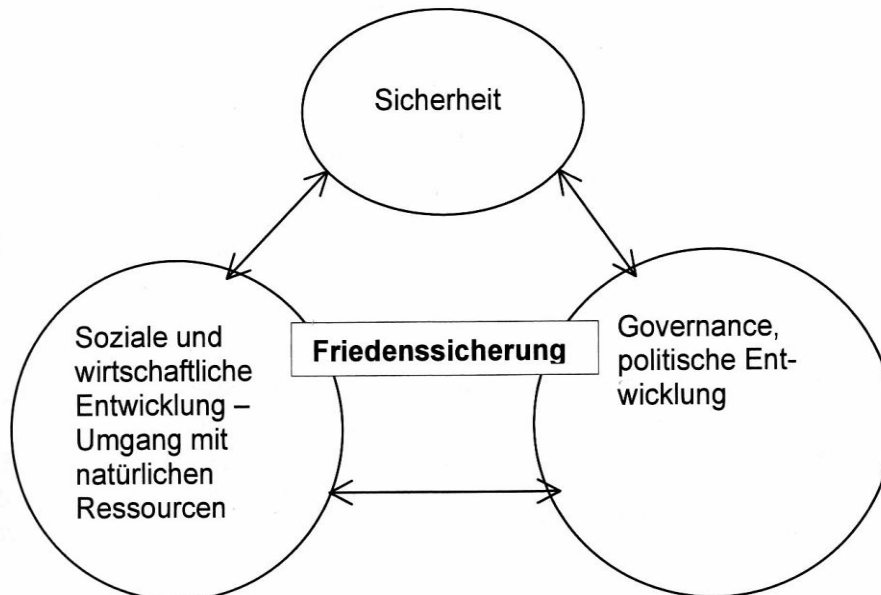 Sicherheit
Soziale und
wirtschaftliche
Entwicklung –
Umgang mit
natürlichen
Ressourcen
Friedenssicherung
Governance,
politische Ent-
wicklung